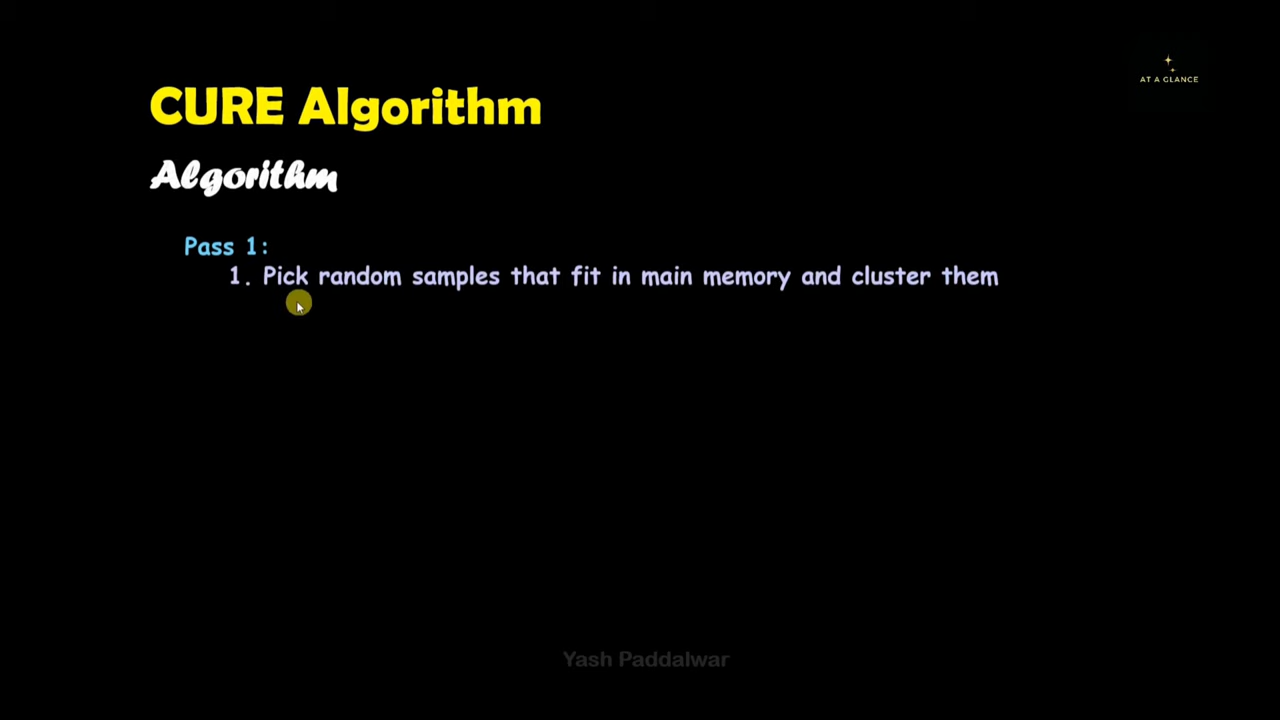 AT A GLANCE
CURE Algorithm
Algorithm
Pass 1:
1. Pick random samples that fit in main memory and cluster them
Yash Paddalwar